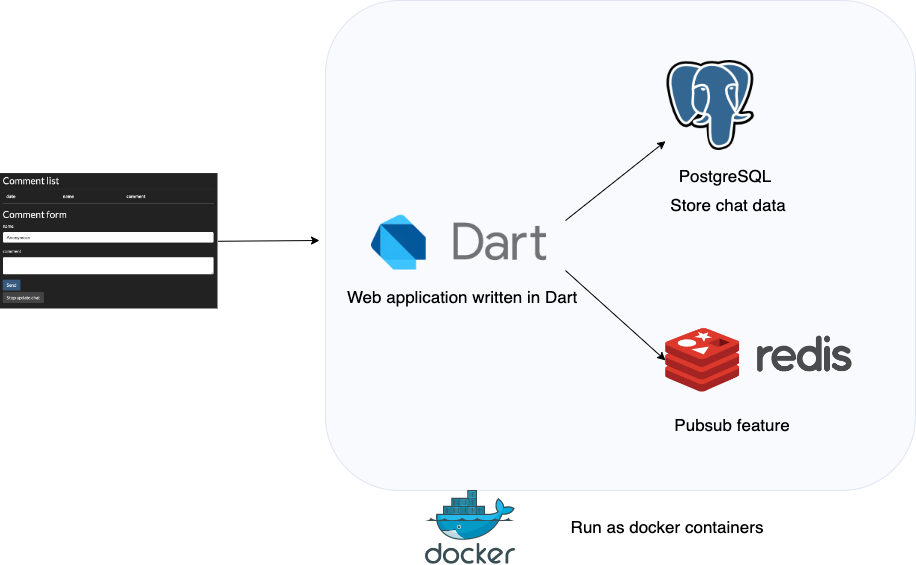 Comment list
date name comment
Comment form
name
Anonymous
comment
Send
Stop update chat
Dart
Web application written in Dart
PostgreSQL
Store chat data
redis
Pubsub feature
docker
Run as docker containers